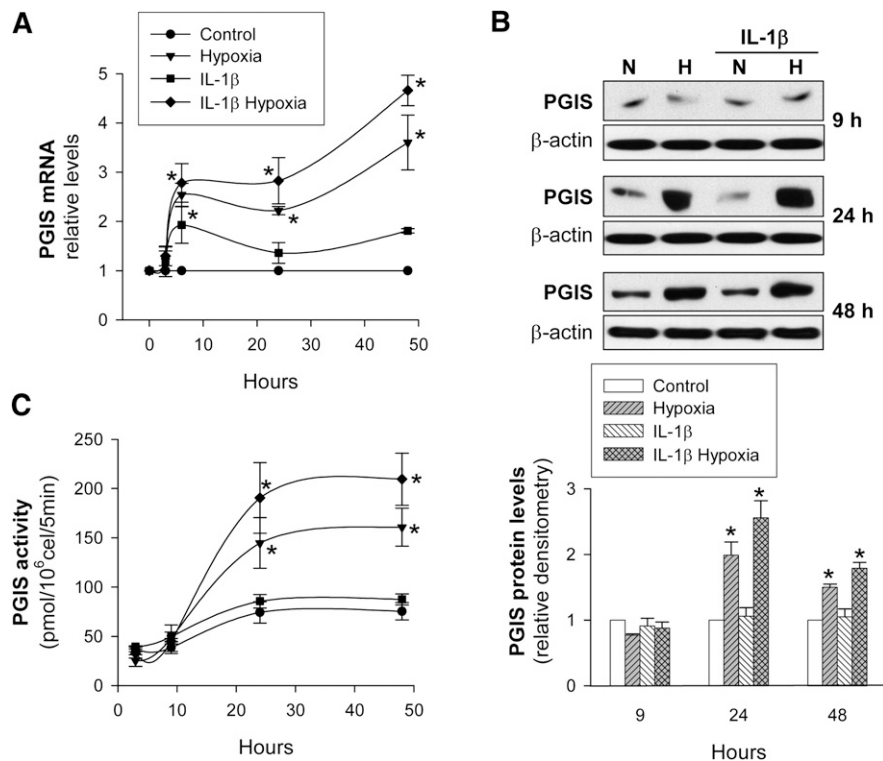 A
Control
Hypoxia
IL-1β
IL-1β Hypoxia
PGIS mRNA
relative levels
5
4
3
2
1
0
* * * * * *
0 10 20 30 40 50
Hours
B
IL-1β
N H N H
PGIS
β-actin
9 h
PGIS
β-actin
24 h
PGIS
β-actin
48 h
Control
Hypoxia
IL-1β
IL-1β Hypoxia
PGIS protein levels
(relative densitometry)
3
2
1
0
* * * *
9 24 48
Hours
C
PGIS activity
(pmol/10⁶cel/5min)
250
200
150
100
50
0
* * * *
0 10 20 30 40 50
Hours